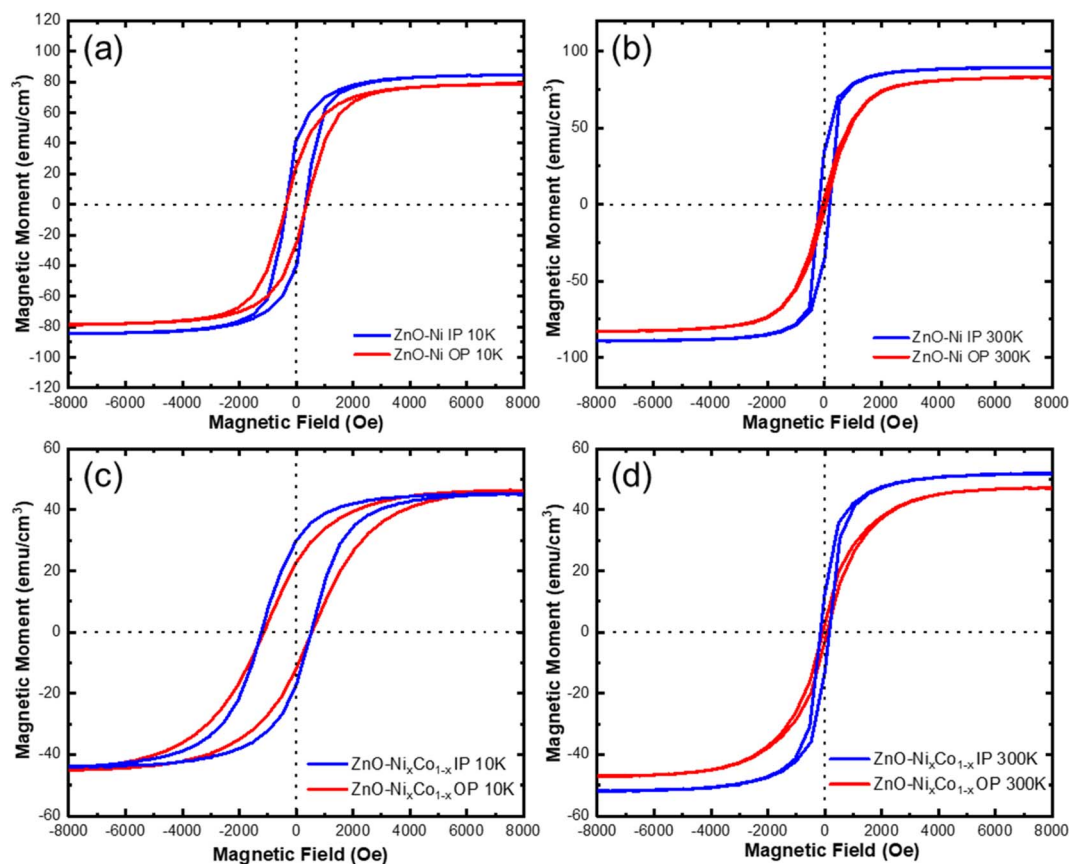 (a)
120
100
80
60
40
20
0
-20
-40
-60
-80
-100
-120
Magnetic Moment (emu/cm³)
ZnO-Ni IP 10K
ZnO-Ni OP 10K
-8000 -6000 -4000 -2000 0 2000 4000 6000 8000
Magnetic Field (Oe)
(b)
100
50
0
-50
-100
Magnetic Moment (emu/cm³)
ZnO-Ni IP 300K
ZnO-Ni OP 300K
-8000 -6000 -4000 -2000 0 2000 4000 6000 8000
Magnetic Field (Oe)
(c)
60
40
20
0
-20
-40
-60
Magnetic Moment (emu/cm³)
ZnO-NiₓCo₁₋ₓ IP 10K
ZnO-NiₓCo₁₋ₓ OP 10K
-8000 -6000 -4000 -2000 0 2000 4000 6000 8000
Magnetic Field (Oe)
(d)
60
40
20
0
-20
-40
-60
Magnetic Moment (emu/cm³)
ZnO-NiₓCo₁₋ₓ IP 300K
ZnO-NiₓCo₁₋ₓ OP 300K
-8000 -6000 -4000 -2000 0 2000 4000 6000 8000
Magnetic Field (Oe)